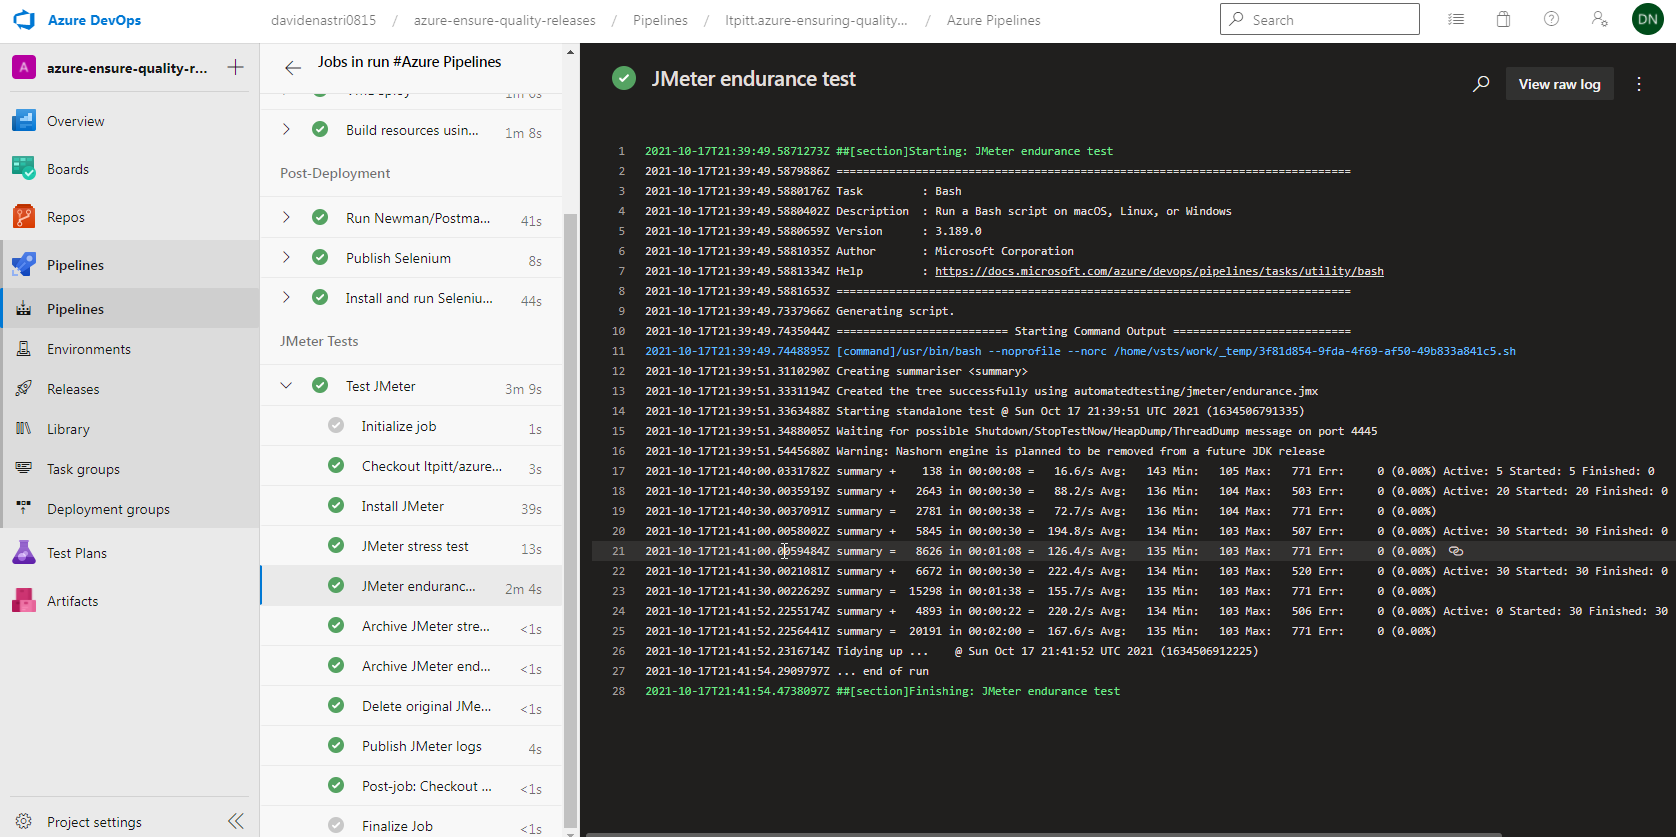 Azure DevOps
davidenastri0815 / azure-ensure-quality-releases / Pipelines / ltpitt.azure-ensuring-quality... / Azure Pipelines
Search
DN
A azure-ensure-quality-r...
Overview
Boards
Repos
Pipelines
Pipelines
Environments
Releases
Library
Task groups
Deployment groups
Test Plans
Artifacts
Project settings
Jobs in run #Azure Pipelines
Build resources usin... 1m 8s
Post-Deployment
Run Newman/Postma... 41s
Publish Selenium 8s
Install and run Seleniu... 44s
JMeter Tests
Test JMeter 3m 9s
Initialize job 1s
Checkout ltpitt/azure... 3s
Install JMeter 39s
JMeter stress test 13s
JMeter enduranc... 2m 4s
Archive JMeter stre... <1s
Archive JMeter end... <1s
Delete original JMe... <1s
Publish JMeter logs 4s
Post-job: Checkout ... <1s
Finalize Job <1s
JMeter endurance test
View raw log
1 2021-10-17T21:39:49.5871273Z ##[section]Starting: JMeter endurance test
2 2021-10-17T21:39:49.5879886Z ==============================================================================
3 2021-10-17T21:39:49.5880176Z Task         : Bash
4 2021-10-17T21:39:49.5880402Z Description  : Run a Bash script on macOS, Linux, or Windows
5 2021-10-17T21:39:49.5880659Z Version      : 3.189.0
6 2021-10-17T21:39:49.5881035Z Author       : Microsoft Corporation
7 2021-10-17T21:39:49.5881334Z Help         : https://docs.microsoft.com/azure/devops/pipelines/tasks/utility/bash
8 2021-10-17T21:39:49.5881653Z ==============================================================================
9 2021-10-17T21:39:49.7337966Z Generating script.
10 2021-10-17T21:39:49.7435044Z ========================== Starting Command Output ===========================
11 2021-10-17T21:39:49.7448895Z [command]/usr/bin/bash --noprofile --norc /home/vsts/work/_temp/3f81d854-9fda-4f69-af50-49b833a841c5.sh
12 2021-10-17T21:39:51.3110290Z Creating summariser <summary>
13 2021-10-17T21:39:51.3331194Z Created the tree successfully using automatedtesting/jmeter/endurance.jmx
14 2021-10-17T21:39:51.3363488Z Starting standalone test @ Sun Oct 17 21:39:51 UTC 2021 (1634506791335)
15 2021-10-17T21:39:51.3488005Z Waiting for possible Shutdown/StopTestNow/HeapDump/ThreadDump message on port 4445
16 2021-10-17T21:39:51.5445680Z Warning: Nashorn engine is planned to be removed from a future JDK release
17 2021-10-17T21:40:00.0331782Z summary +    138 in 00:00:08 =   16.6/s Avg:   143 Min:   105 Max:   771 Err:     0 (0.00%) Active: 5 Started: 5 Finished: 0
18 2021-10-17T21:40:30.0035919Z summary +   2643 in 00:00:30 =   88.2/s Avg:   136 Min:   104 Max:   503 Err:     0 (0.00%) Active: 20 Started: 20 Finished: 0
19 2021-10-17T21:40:30.0037091Z summary =   2781 in 00:00:38 =   72.7/s Avg:   136 Min:   104 Max:   771 Err:     0 (0.00%)
20 2021-10-17T21:41:00.0058002Z summary +   5845 in 00:00:30 =  194.8/s Avg:   134 Min:   103 Max:   507 Err:     0 (0.00%) Active: 30 Started: 30 Finished: 0
21 2021-10-17T21:41:00.0059484Z summary =   8626 in 00:01:08 =  126.4/s Avg:   135 Min:   103 Max:   771 Err:     0 (0.00%)
22 2021-10-17T21:41:30.0021081Z summary +   6672 in 00:00:30 =  222.4/s Avg:   134 Min:   103 Max:   520 Err:     0 (0.00%) Active: 30 Started: 30 Finished: 0
23 2021-10-17T21:41:30.0022629Z summary =  15298 in 00:01:38 =  155.7/s Avg:   135 Min:   103 Max:   771 Err:     0 (0.00%)
24 2021-10-17T21:41:52.2255174Z summary +   4893 in 00:00:22 =  220.2/s Avg:   134 Min:   103 Max:   506 Err:     0 (0.00%) Active: 0 Started: 30 Finished: 30
25 2021-10-17T21:41:52.2256441Z summary =  20191 in 00:02:00 =  167.6/s Avg:   135 Min:   103 Max:   771 Err:     0 (0.00%)
26 2021-10-17T21:41:52.2316714Z Tidying up ...    @ Sun Oct 17 21:41:52 UTC 2021 (1634506912225)
27 2021-10-17T21:41:54.2909797Z ... end of run
28 2021-10-17T21:41:54.4738097Z ##[section]Finishing: JMeter endurance test